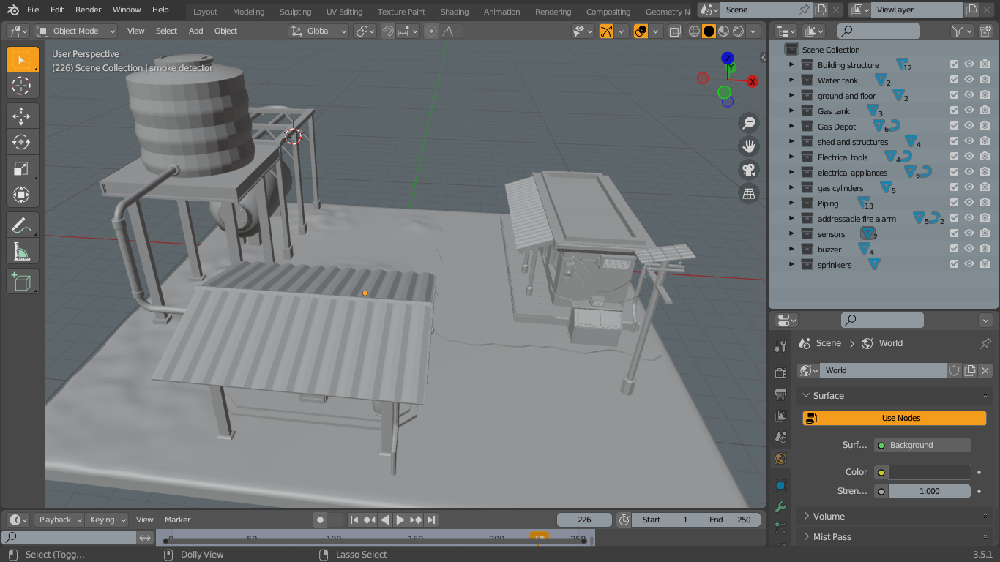 File Edit Render Window Help Layout Modeling Sculpting UV Editing Texture Paint Shading Animation Rendering Compositing Geometry N Scene ViewLayer
Object Mode View Select Add Object Global
User Perspective
(226) Scene Collection | smoke detector
Z
Y
X
Scene Collection
Building structure 12
Water tank 2
ground and floor 2
Gas tank 3
Gas Depot 6
shed and structures 4
Electrical tools 4
electrical appliances 6
gas cylinders 5
Piping 13
addressable fire alarm 5 2
sensors 2
buzzer 4
sprinkers
Scene > World
World
Surface
Use Nodes
Surf... Background
Color
Stren... 1.000
Volume
Mist Pass
Playback Keying View Marker 226 Start 1 End 250
0 50 100 150 200 226 250
Select (Togg... Dolly View Lasso Select 3.5.1